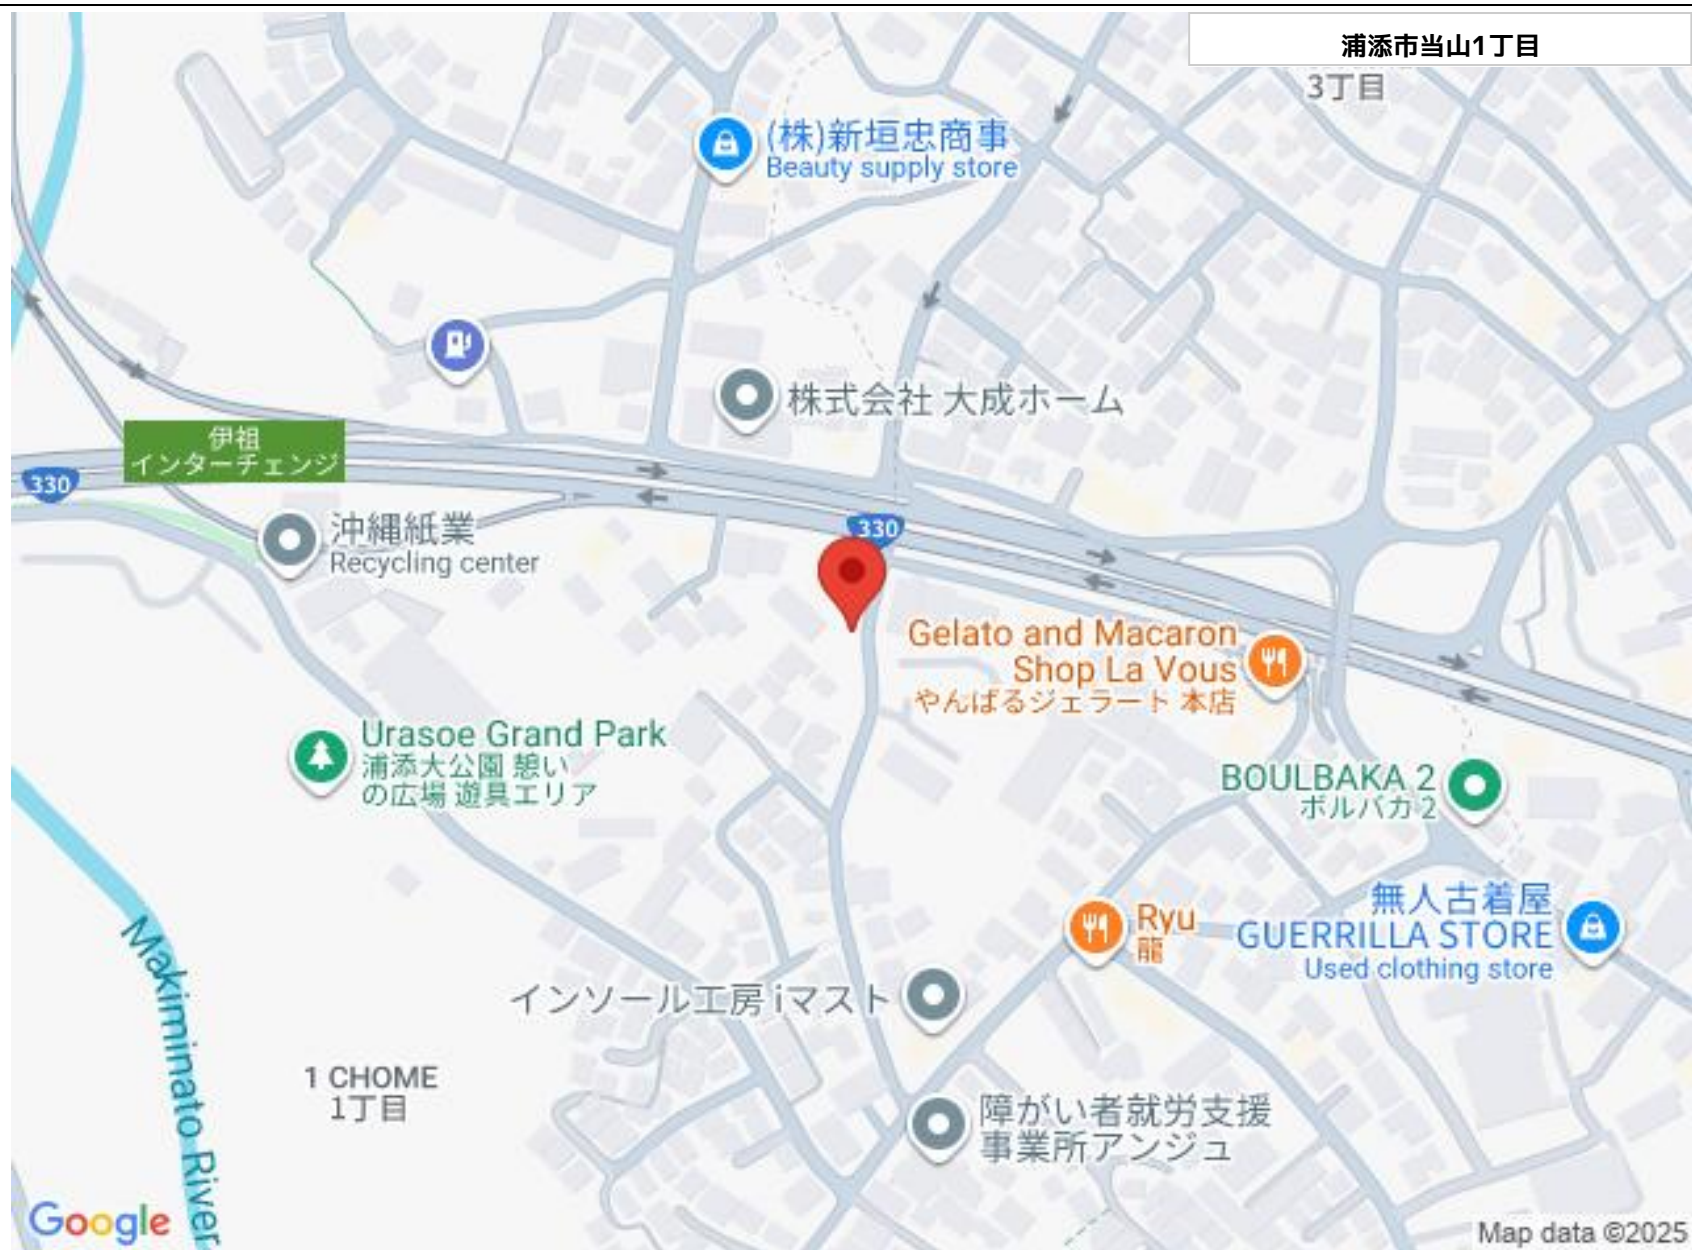 浦添市当山1丁目
3丁目
(株)新垣忠商事
Beauty supply store
株式会社 大成ホーム
伊祖
インターチェンジ
330
330
沖縄紙業
Recycling center
Gelato and Macaron
Shop La Vous
やんばるジェラート 本店
Urasoe Grand Park
浦添大公園 憩い
の広場 遊具エリア
BOULBAKA 2
ボルバカ 2
無人古着屋
GUERRILLA STORE
Used clothing store
Ryu
龍
インソール工房 iマスト
Makiminato River
1 CHOME
1丁目
障がい者就労支援
事業所アンジュ
Google
Map data ©2025